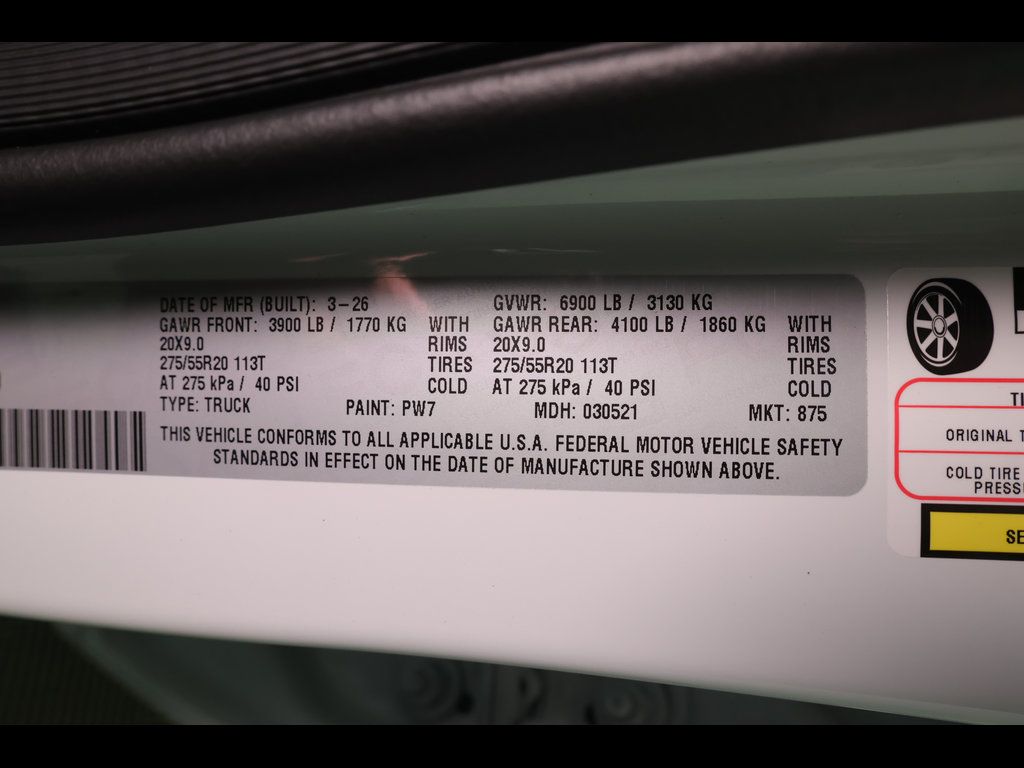 DATE OF MFR (BUILT): 3-26 GVWR: 6900 LB / 3130 KG
GAWR FRONT: 3900 LB / 1770 KG WITH GAWR REAR: 4100 LB / 1860 KG WITH
20X9.0 RIMS 20X9.0 RIMS
275/55R20 113T TIRES 275/55R20 113T TIRES
AT 275 kPa / 40 PSI COLD AT 275 kPa / 40 PSI COLD
TYPE: TRUCK PAINT: PW7 MDH: 030521 MKT: 875
THIS VEHICLE CONFORMS TO ALL APPLICABLE U.S.A. FEDERAL MOTOR VEHICLE SAFETY
STANDARDS IN EFFECT ON THE DATE OF MANUFACTURE SHOWN ABOVE.
ORIGINAL
COLD TIRE